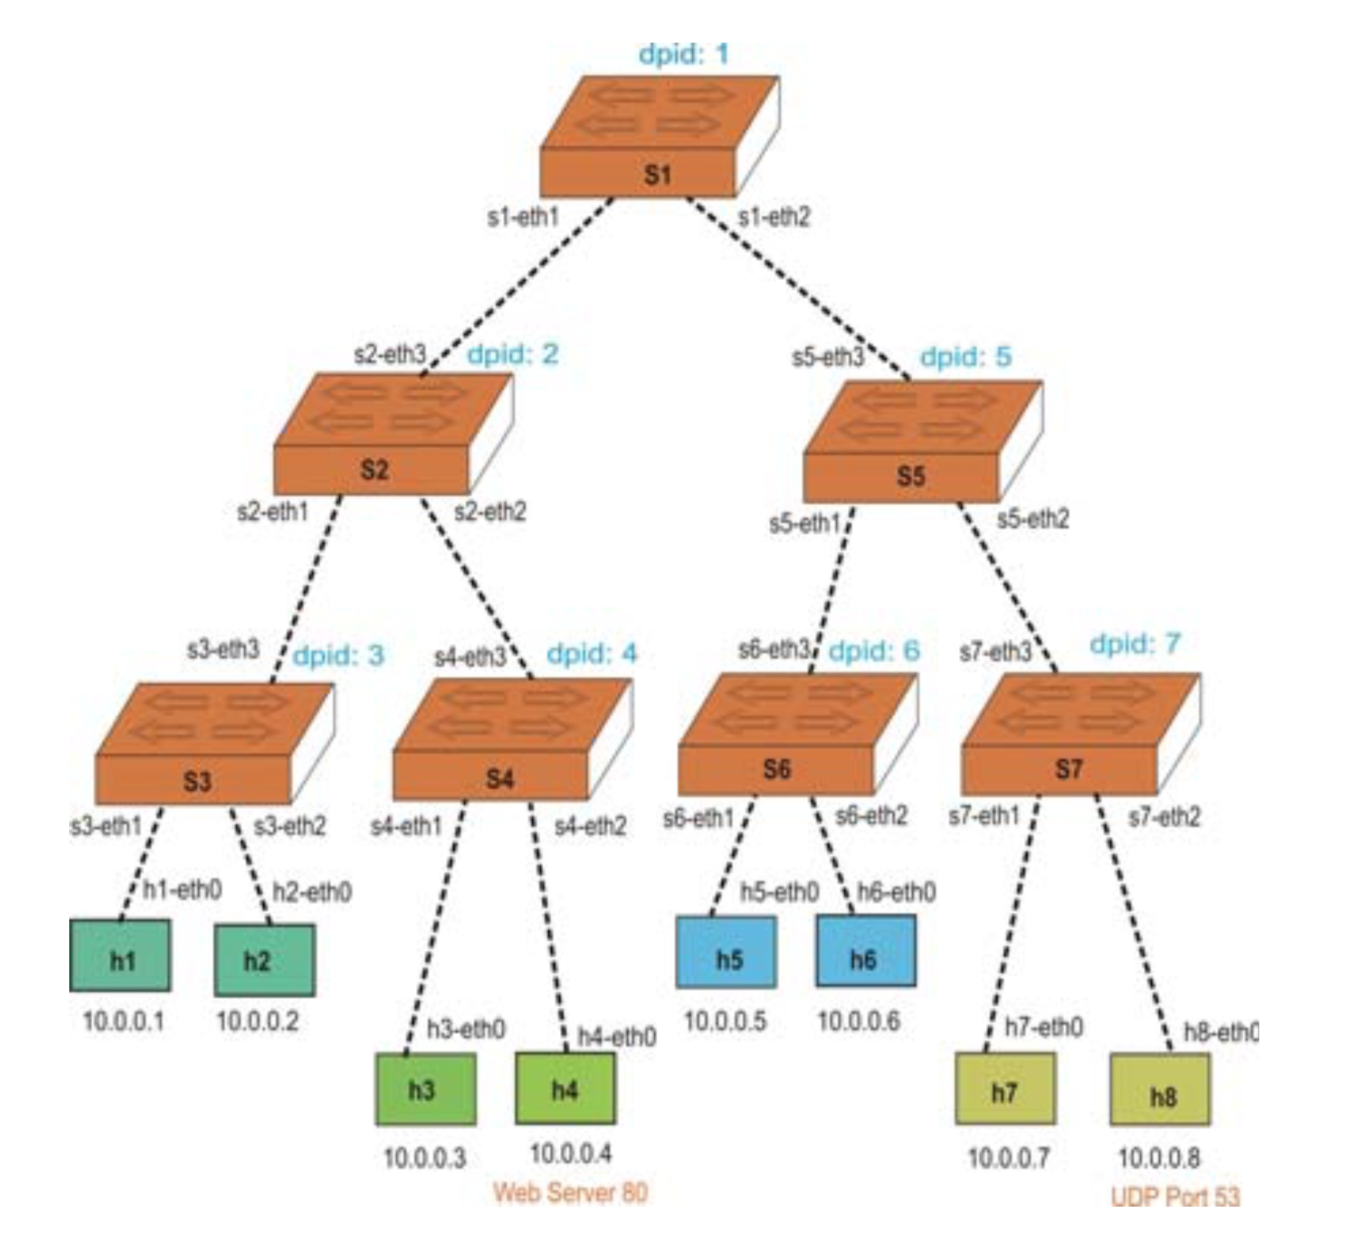 dpid: 1
S1
s1-eth1
s1-eth2
s2-eth3
dpid: 2
s5-eth3
dpid: 5
S2
S5
s2-eth1
s2-eth2
s5-eth1
s5-eth2
s3-eth3
dpid: 3
s4-eth3
dpid: 4
s6-eth3
dpid: 6
s7-eth3
dpid: 7
S3
S4
S6
S7
s3-eth1
s3-eth2
s4-eth1
s4-eth2
s6-eth1
s6-eth2
s7-eth1
s7-eth2
h1-eth0
h2-eth0
h5-eth0
h6-eth0
h1
h2
h5
h6
10.0.0.1
10.0.0.2
10.0.0.5
10.0.0.6
h3-eth0
h4-eth0
h7-eth0
h8-eth0
h3
h4
h7
h8
10.0.0.3
10.0.0.4
10.0.0.7
10.0.0.8
Web Server 80
UDP Port 53